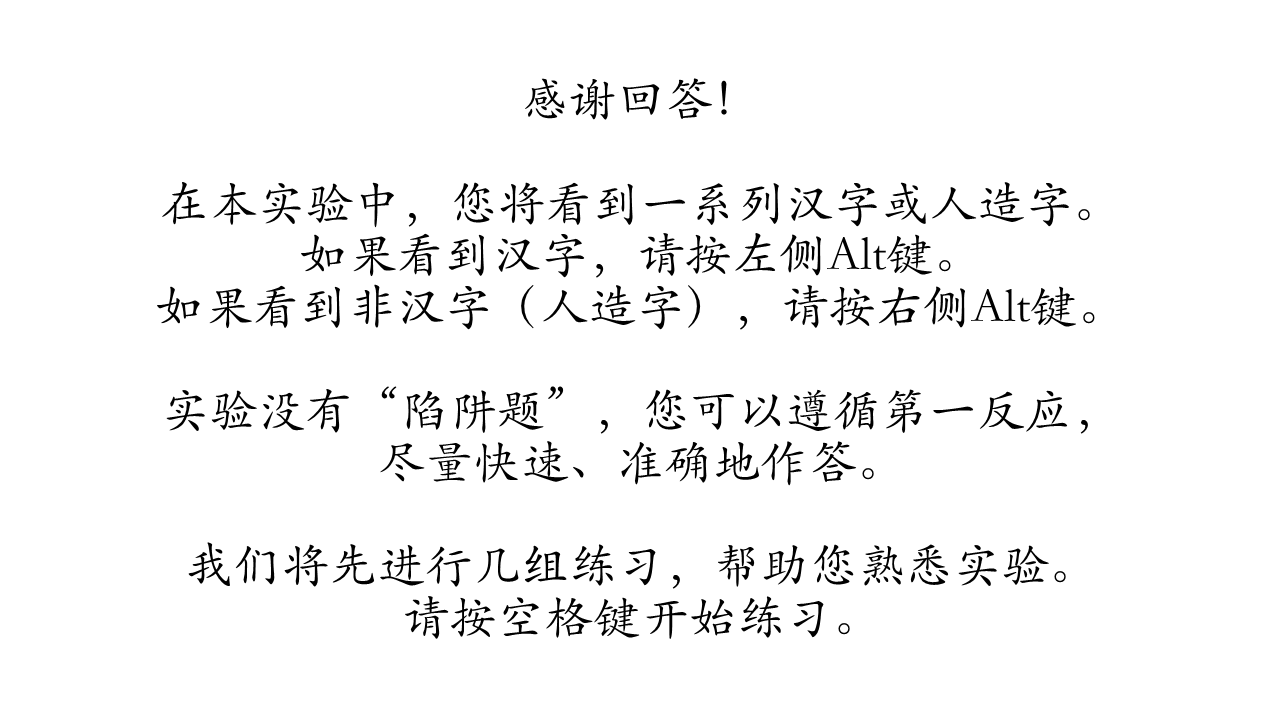 感谢回答！
在本实验中，您将看到一系列汉字或人造字。
如果看到汉字，请按左侧Alt键。
如果看到非汉字（人造字），请按右侧Alt键。
实验没有“陷阱题”，您可以遵循第一反应，
尽量快速、准确地作答。
我们将先进行几组练习，帮助您熟悉实验。
请按空格键开始练习。